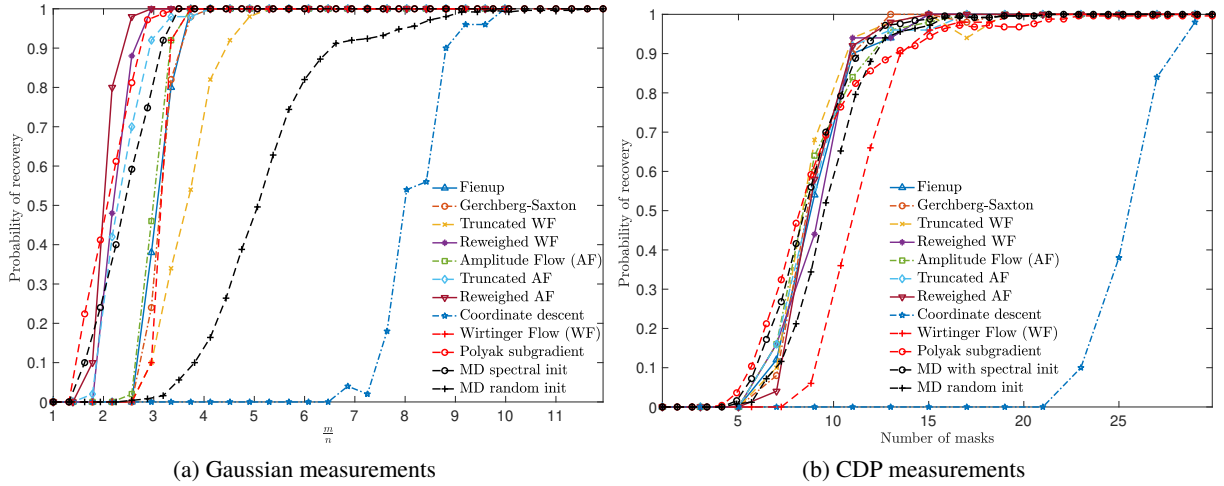 1
0.9
0.8
0.7
0.6
0.5
0.4
0.3
0.2
0.1
0
Probability of recovery
1 2 3 4 5 6 7 8 9 10 11
m/n
Fienup
Gerchberg-Saxton
Truncated WF
Reweighed WF
Amplitude Flow (AF)
Truncated AF
Reweighed AF
Coordinate descent
Wirtinger Flow (WF)
Polyak subgradient
MD spectral init
MD random init
(a) Gaussian measurements
1
0.9
0.8
0.7
0.6
0.5
0.4
0.3
0.2
0.1
0
Probability of recovery
5 10 15 20 25
Number of masks
Fienup
Gerchberg-Saxton
Truncated WF
Reweighed WF
Amplitude Flow (AF)
Truncated AF
Reweighed AF
Coordinate descent
Wirtinger Flow (WF)
Polyak subgradient
MD with spectral init
MD random init
(b) CDP measurements